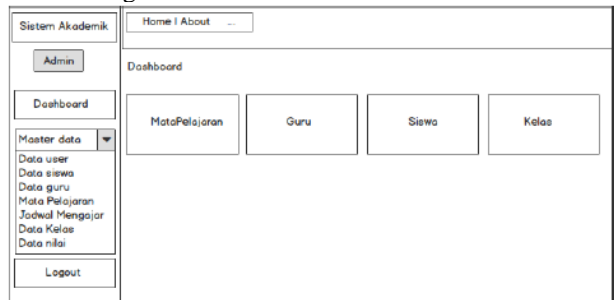 Sistem Akademik
Admin
Dashboard
Master data
Data user
Data siswa
Data guru
Mata Pelajaran
Jadwal Mengajar
Data Kelas
Data nilai
Logout
Home | About ...
Dashboard
MataPelajaran
Guru
Siswa
Kelas